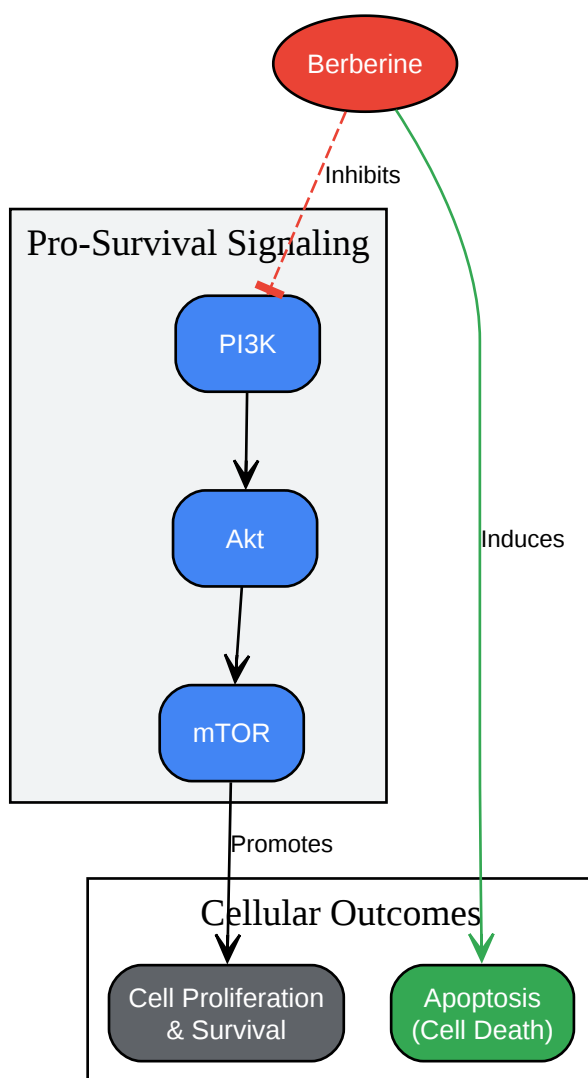 Berberine
Inhibits
Pro-Survival Signaling
PI3K
Akt
Induces
mTOR
Promotes
Cellular Outcomes
Cell Proliferation
& Survival
Apoptosis
(Cell Death)